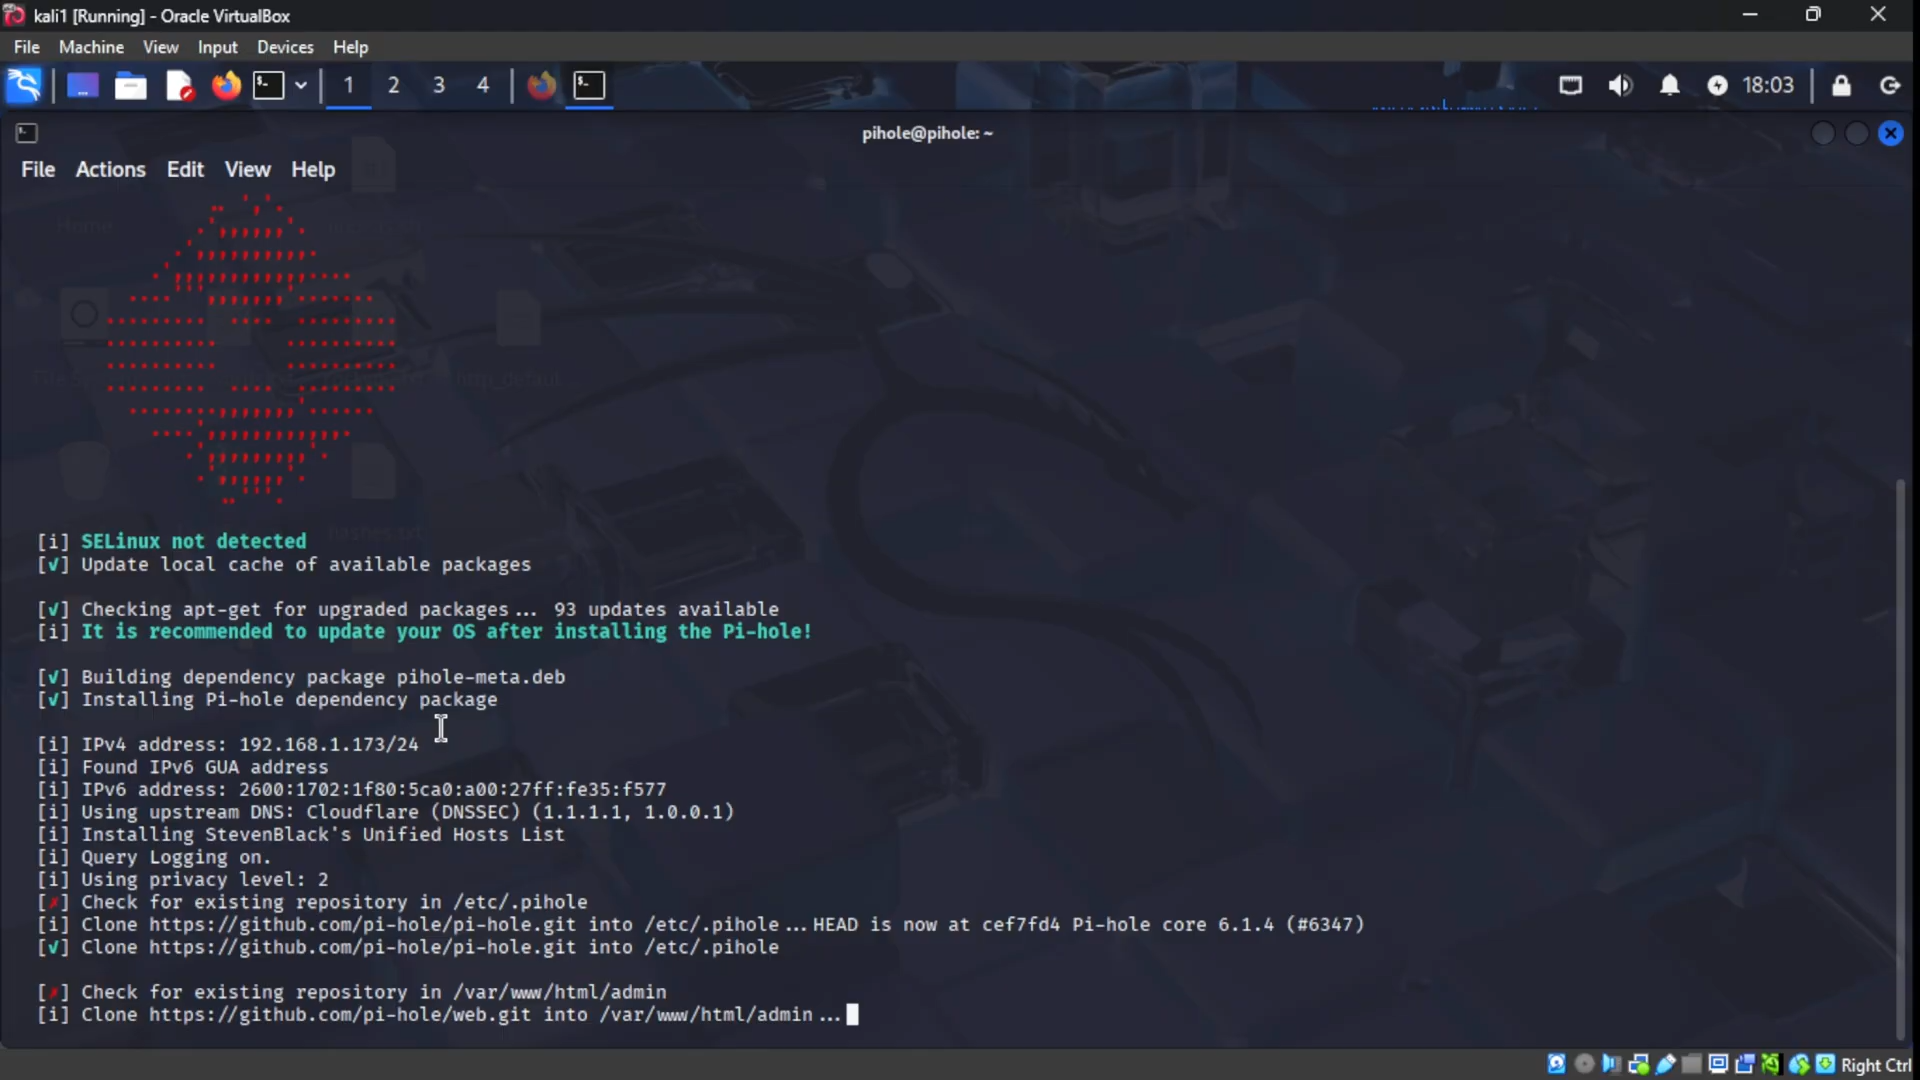 kali1 [Running] - Oracle VirtualBox
File Machine View Input Devices Help
1 2 3 4
18:03
pihole@pihole: ~
File Actions Edit View Help
Home
http_default
hashes.txt
[i] SELinux not detected
[✓] Update local cache of available packages
[✓] Checking apt-get for upgraded packages... 93 updates available
[i] It is recommended to update your OS after installing the Pi-hole!
[✓] Building dependency package pihole-meta.deb
[✓] Installing Pi-hole dependency package
[i] IPv4 address: 192.168.1.173/24
[i] Found IPv6 GUA address
[i] IPv6 address: 2600:1702:1f80:5ca0:a00:27ff:fe35:f577
[i] Using upstream DNS: Cloudflare (DNSSEC) (1.1.1.1, 1.0.0.1)
[i] Installing StevenBlack's Unified Hosts List
[i] Query Logging on.
[i] Using privacy level: 2
[✗] Check for existing repository in /etc/.pihole
[i] Clone https://github.com/pi-hole/pi-hole.git into /etc/.pihole...HEAD is now at cef7fd4 Pi-hole core 6.1.4 (#6347)
[✓] Clone https://github.com/pi-hole/pi-hole.git into /etc/.pihole
[✗] Check for existing repository in /var/www/html/admin
[i] Clone https://github.com/pi-hole/web.git into /var/www/html/admin...
Right Ctrl